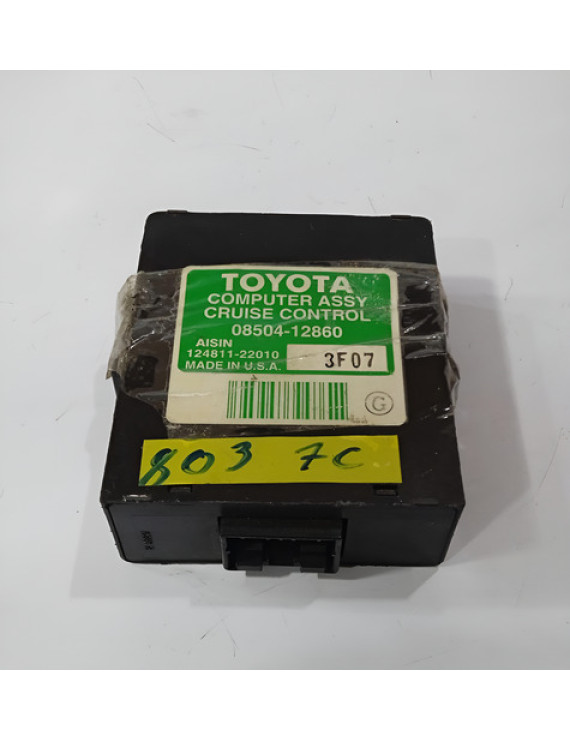 TOYOTA
COMPUTER ASSY
CRUISE CONTROL
08504-12860
AISIN
124811-22010
MADE IN U.S.A.
3F07
G
803 7C